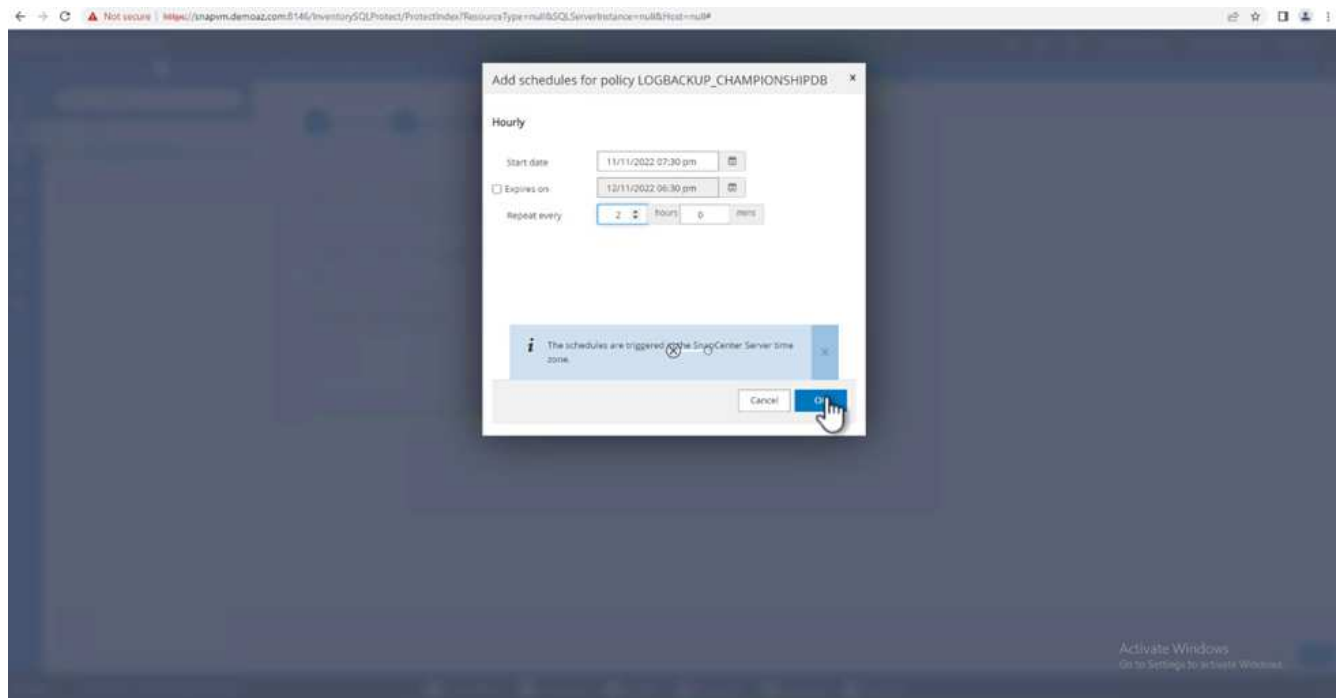 Not secure | https://snapvm.demoaz.com:8146/InventorySQLProtect/ProtectIndex?ResourceType=null&SQLServerInstance=null&Host=null#
Add schedules for policy LOGBACKUP_CHAMPIONSHIPDB ×
Hourly
Start date 11/11/2022 07:30 pm
Expires on 12/11/2022 06:30 pm
Repeat every 2 hours 0 mins
i The schedules are triggered the SnapCenter Server time ×
zone.
Cancel
Activate Windows
Go to Settings to activate Windows.